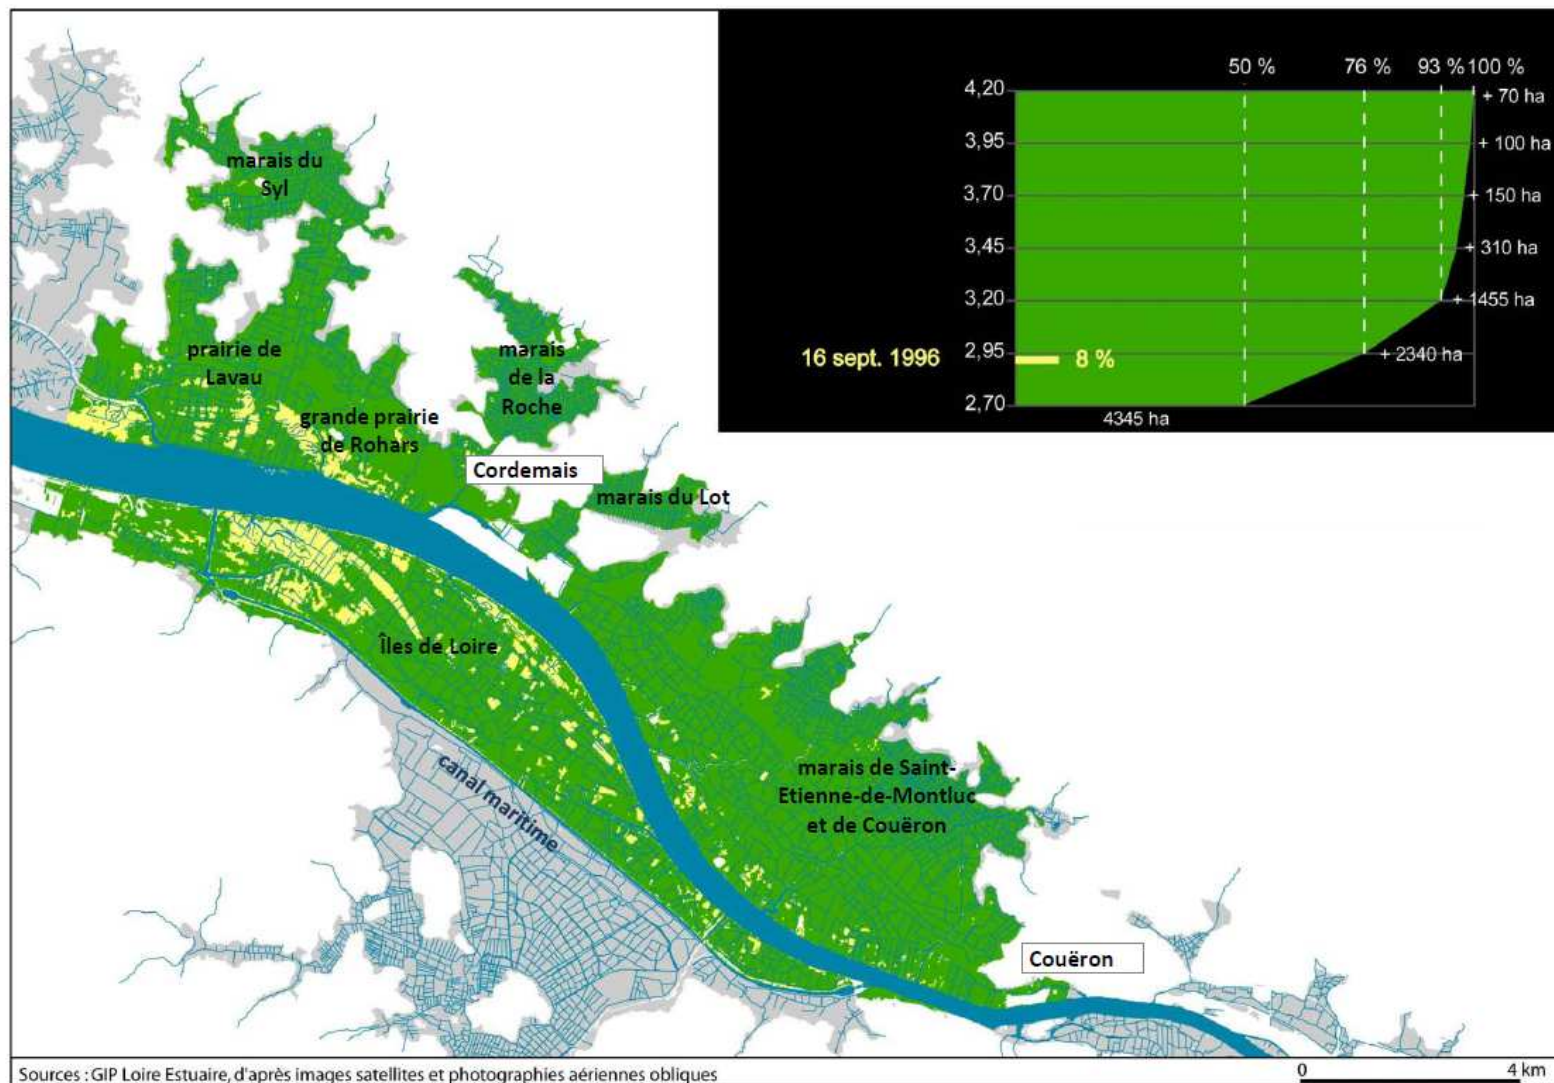 50 %
76 %
93 %
100 %
4,20
+ 70 ha
3,95
+ 100 ha
3,70
+ 150 ha
3,45
+ 310 ha
3,20
+ 1455 ha
16 sept. 1996
2,95
8 %
+ 2340 ha
2,70
4345 ha
marais du
Syl
prairie de
Lavau
marais
de la
Roche
grande prairie
de Rohars
Cordemais
marais du Lot
Îles de Loire
canal maritime
marais de Saint-
Etienne-de-Montluc
et de Couëron
Couëron
Sources : GIP Loire Estuaire, d'après images satellites et photographies aériennes obliques
0
4 km